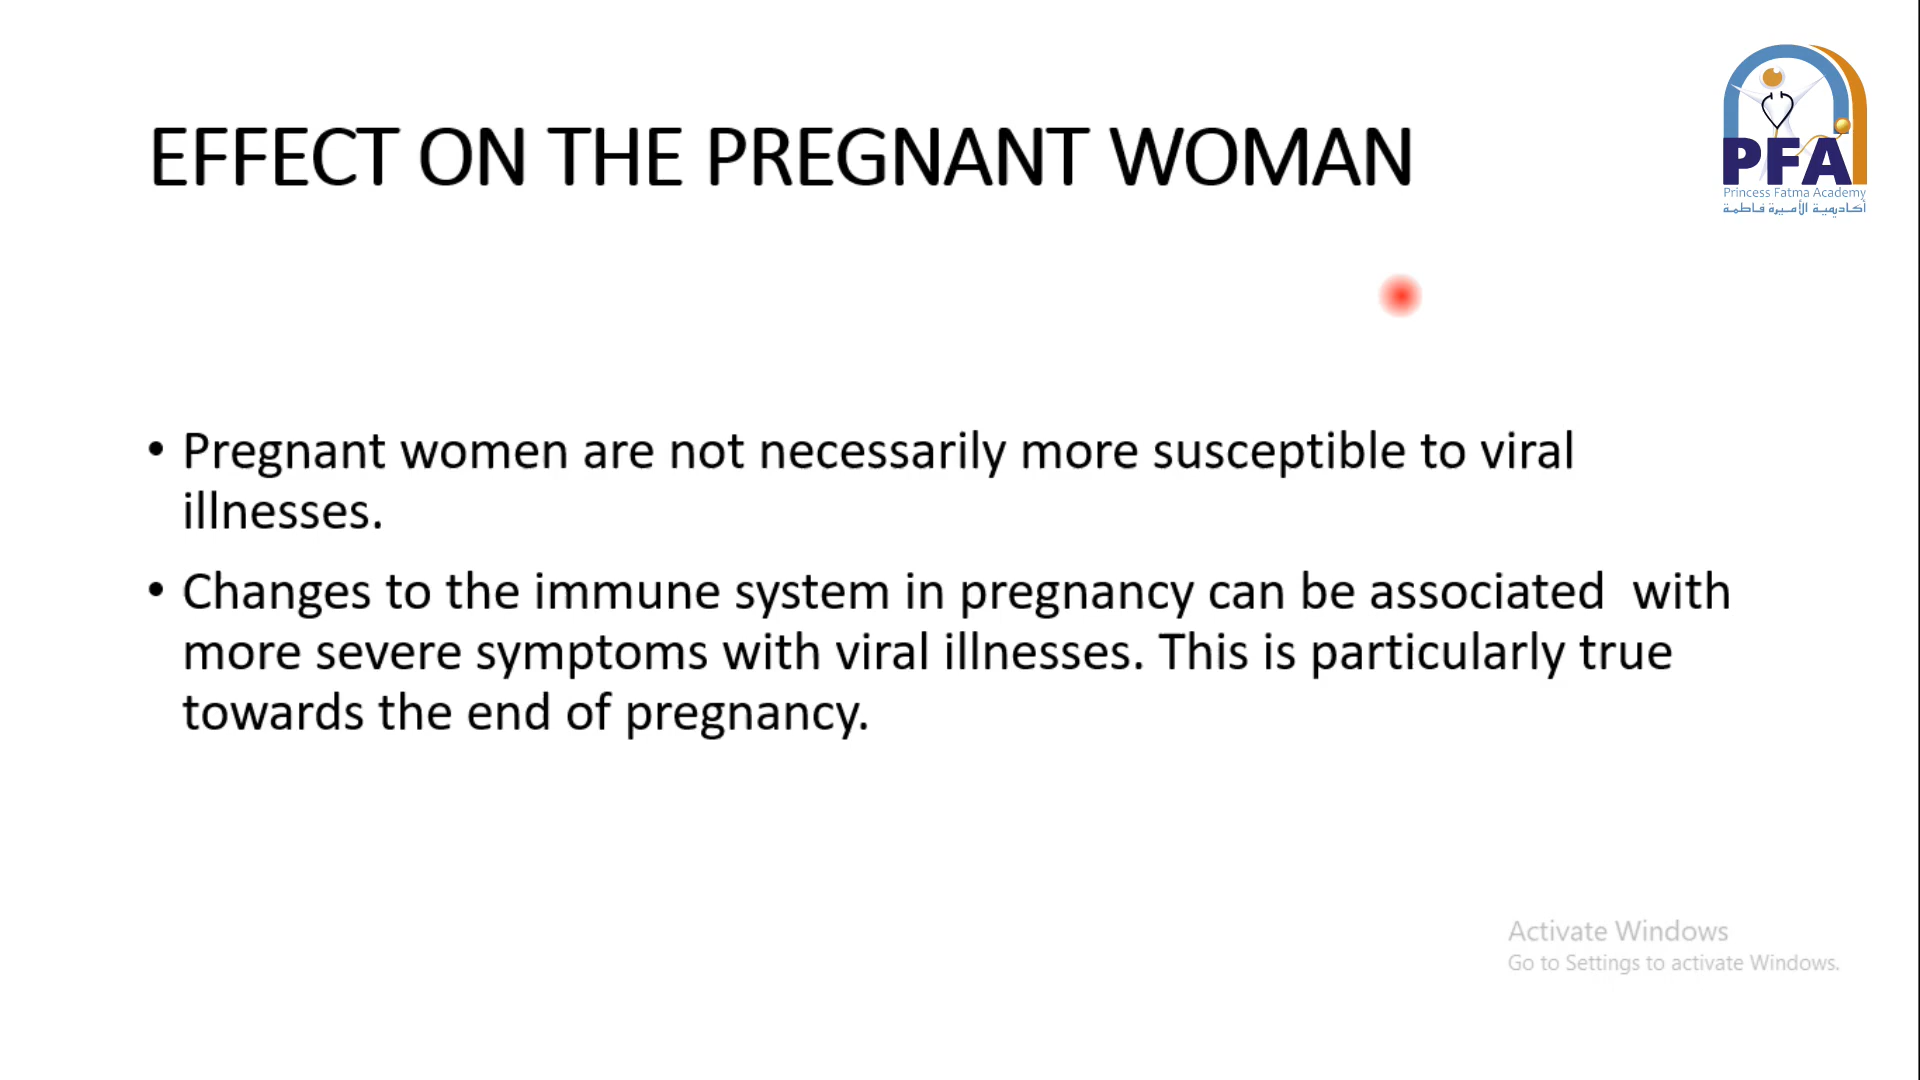 EFFECT ON THE PREGNANT WOMAN
PFA
Princess Fatma Academy
أكاديمية الأميرة فاطمة
• Pregnant women are not necessarily more susceptible to viral
illnesses.
• Changes to the immune system in pregnancy can be associated  with
more severe symptoms with viral illnesses. This is particularly true
towards the end of pregnancy.
Activate Windows
Go to Settings to activate Windows.